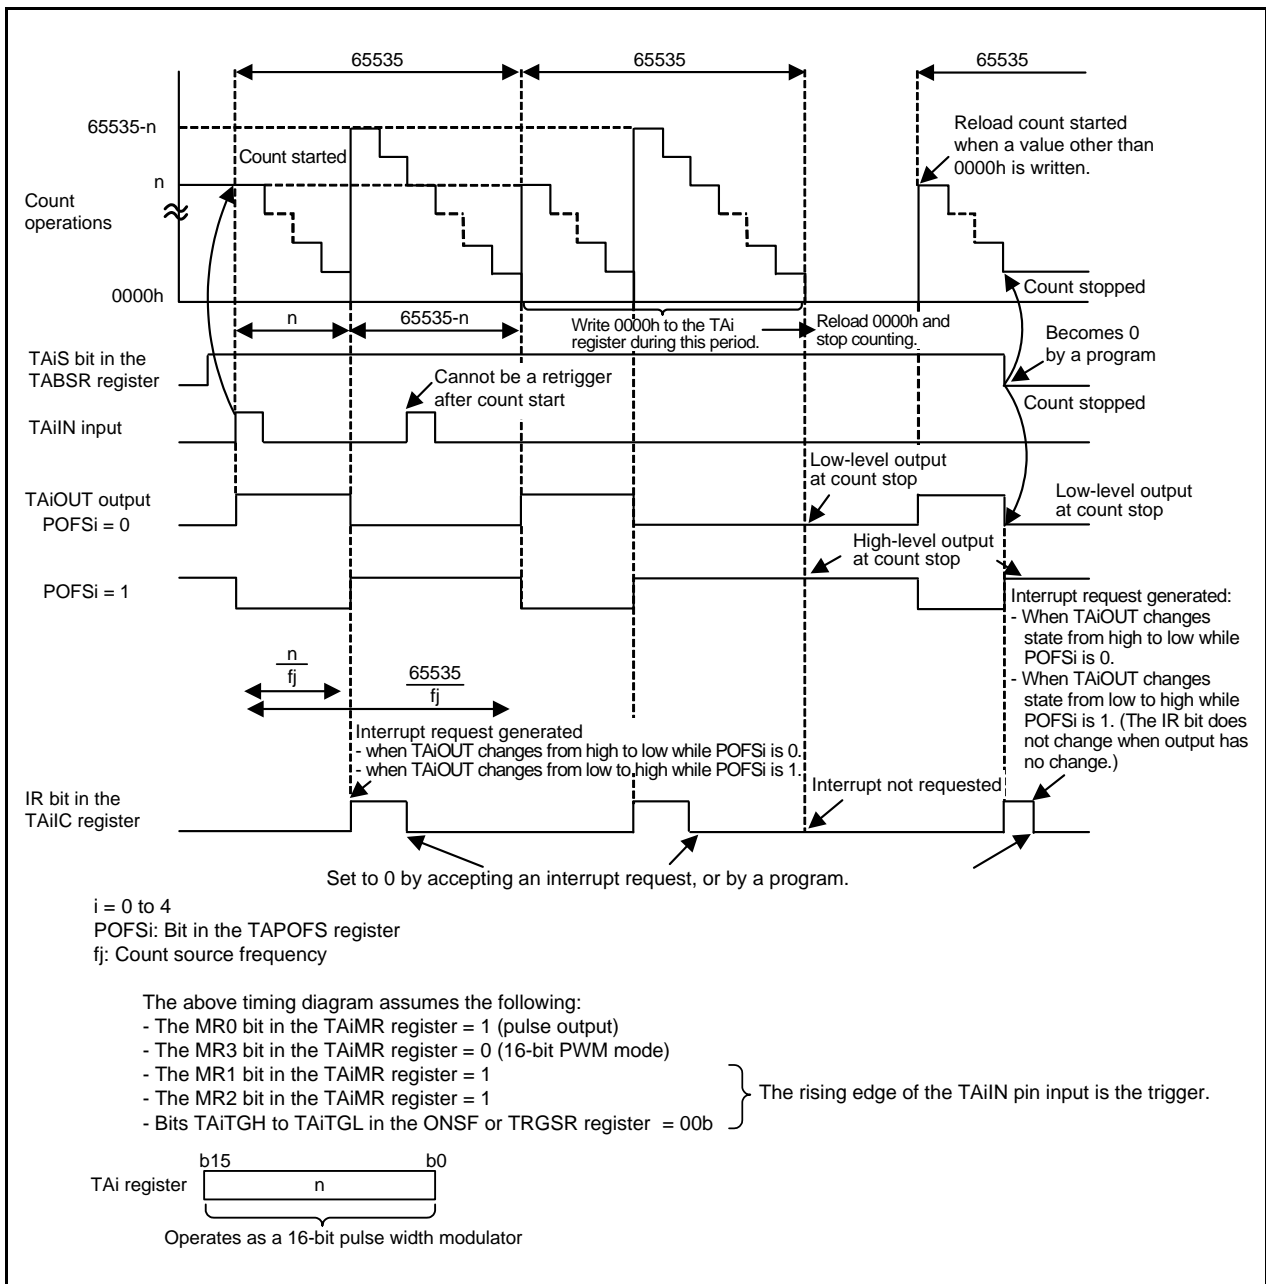 65535
65535
65535
65535-n
Count started
Reload count started
when a value other than
0000h is written.
n
Count
operations
0000h
Count stopped
n
65535-n
Write 0000h to the TAi
register during this period.
Reload 0000h and
stop counting.
Becomes 0
by a program
TAiS bit in the
TABSR register
Cannot be a retrigger
after count start
Count stopped
TAiIN input
Low-level output
at count stop
TAiOUT output
POFSi = 0
Low-level output
at count stop
High-level output
at count stop
POFSi = 1
Interrupt request generated:
- When TAiOUT changes
state from high to low while
POFSi is 0.
- When TAiOUT changes
state from low to high while
POFSi is 1. (The IR bit does
not change when output has
no change.)
n
fj
65535
fj
Interrupt request generated
- when TAiOUT changes from high to low while POFSi is 0.
- when TAiOUT changes from low to high while POFSi is 1.
Interrupt not requested
IR bit in the
TAiIC register
Set to 0 by accepting an interrupt request, or by a program.
i = 0 to 4
POFSi: Bit in the TAPOFS register
fj: Count source frequency
The above timing diagram assumes the following:
- The MR0 bit in the TAiMR register = 1 (pulse output)
- The MR3 bit in the TAiMR register = 0 (16-bit PWM mode)
- The MR1 bit in the TAiMR register = 1
- The MR2 bit in the TAiMR register = 1
- Bits TAiTGH to TAiTGL in the ONSF or TRGSR register = 00b
The rising edge of the TAiIN pin input is the trigger.
b15 b0
TAi register n
Operates as a 16-bit pulse width modulator